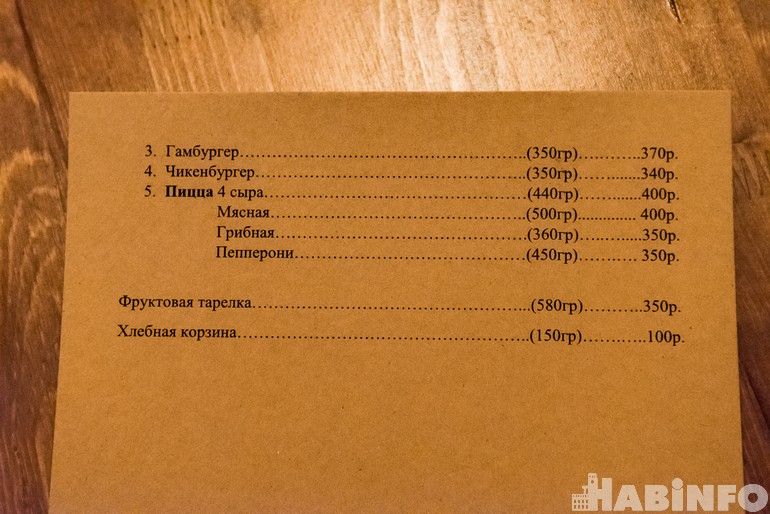 3. Гамбургер……………………………………………..(350гр)………..370р.
4. Чикенбургер……………………………………………(350гр)……......340р.
5. Пицца 4 сыра…………………………………………(440гр)……......400р.
Мясная…………………………………………(500гр)............. 400р.
Грибная…………………………………………(360гр)……......350р.
Пепперони……………………………………(450гр)……… 350р.
Фруктовая тарелка……………………………………………..(580гр)………..350р.
Хлебная корзина……………………………………………….(150гр)………..100р.
HABINFO